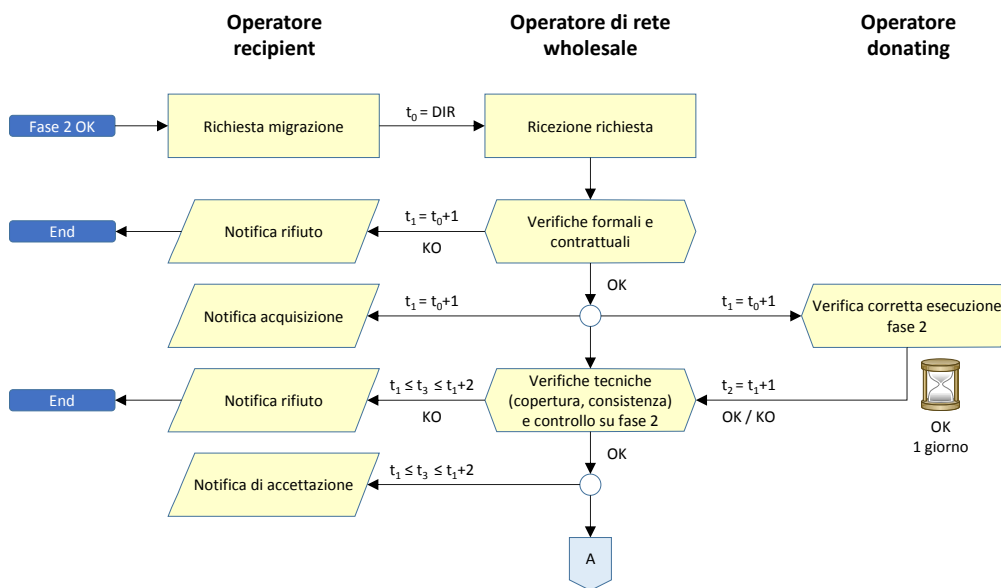 Operatore
recipient
Operatore di rete
wholesale
Operatore
donating
Fase 2 OK
Richiesta migrazione
t0 = DIR
Ricezione richiesta
End
Notifica rifiuto
t1 = t0+1
KO
Verifiche formali e
contrattuali
OK
Notifica acquisizione
t1 = t0+1
t1 = t0+1
Verifica corretta esecuzione
fase 2
End
Notifica rifiuto
t1 ≤ t3 ≤ t1+2
KO
Verifiche tecniche
(copertura, consistenza)
e controllo su fase 2
t2 = t1+1
OK / KO
OK
1 giorno
OK
Notifica di accettazione
t1 ≤ t3 ≤ t1+2
A